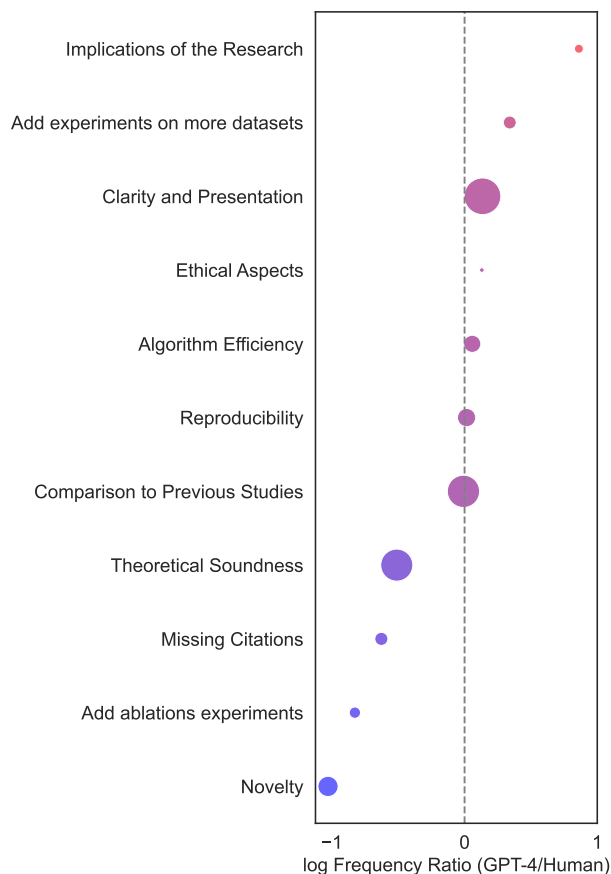 Implications of the Research
Add experiments on more datasets
Clarity and Presentation
Ethical Aspects
Algorithm Efficiency
Reproducibility
Comparison to Previous Studies
Theoretical Soundness
Missing Citations
Add ablations experiments
Novelty
−1 0 1
log Frequency Ratio (GPT-4/Human)